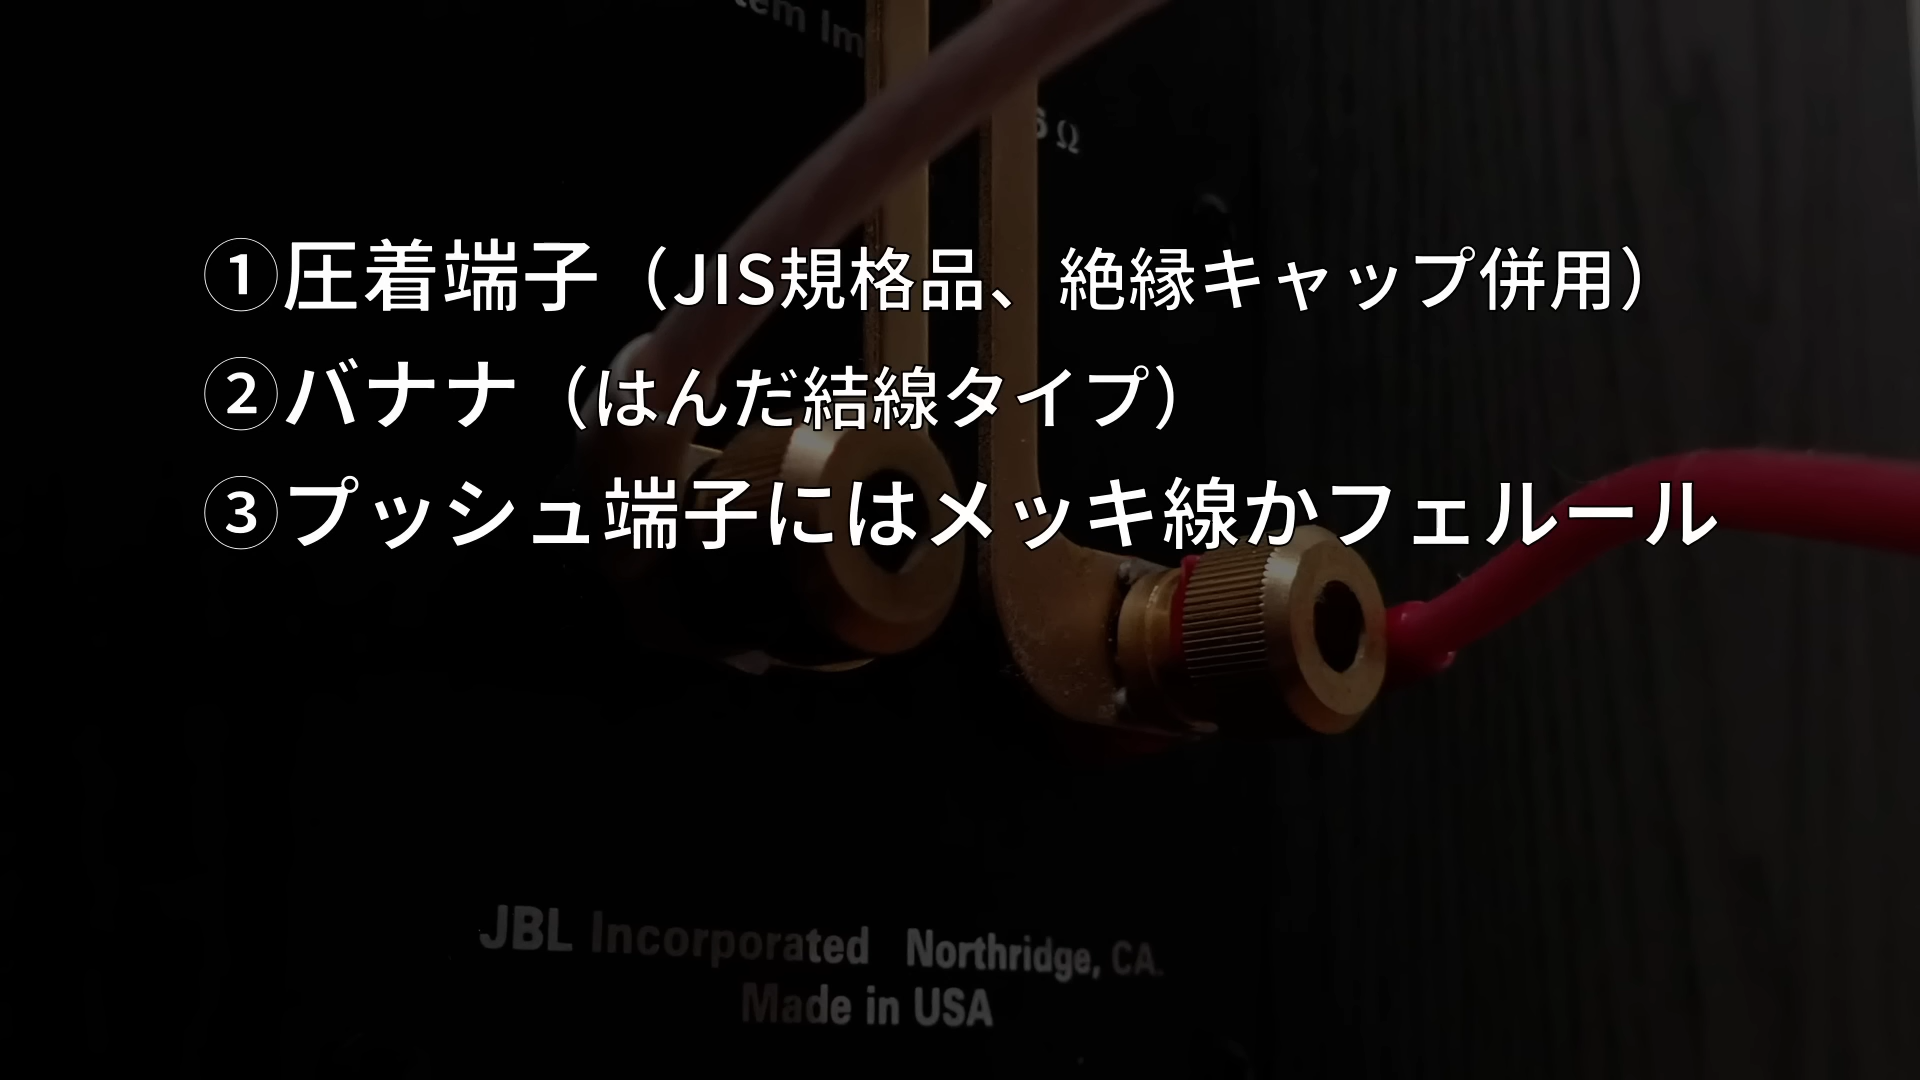 tem Im
6 Ω
①圧着端子（JIS規格品、絶縁キャップ併用）
②バナナ（はんだ結線タイプ）
③プッシュ端子にはメッキ線かフェルール
JBL Incorporated Northridge, CA.
Made in USA